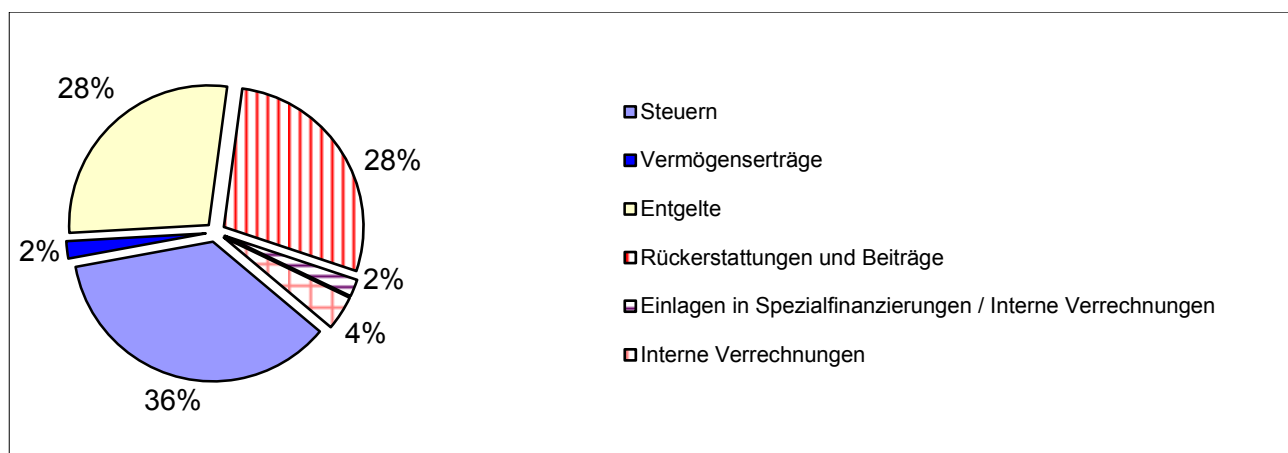 28%
28%
2%
2%
4%
36%
Steuern
Vermögenserträge
Entgelte
Rückerstattungen und Beiträge
Einlagen in Spezialfinanzierungen / Interne Verrechnungen
Interne Verrechnungen